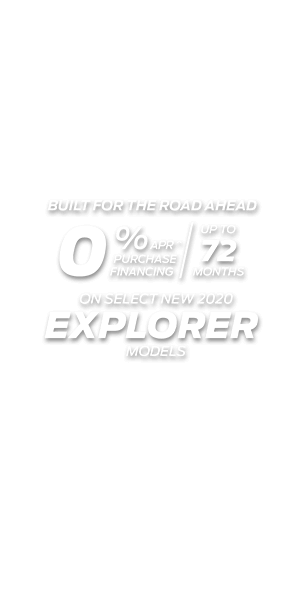 BUILT FOR THE ROAD AHEAD
0% APR PURCHASE FINANCING
UP TO 72 MONTHS
ON SELECT NEW 2020
EXPLORER
MODELS